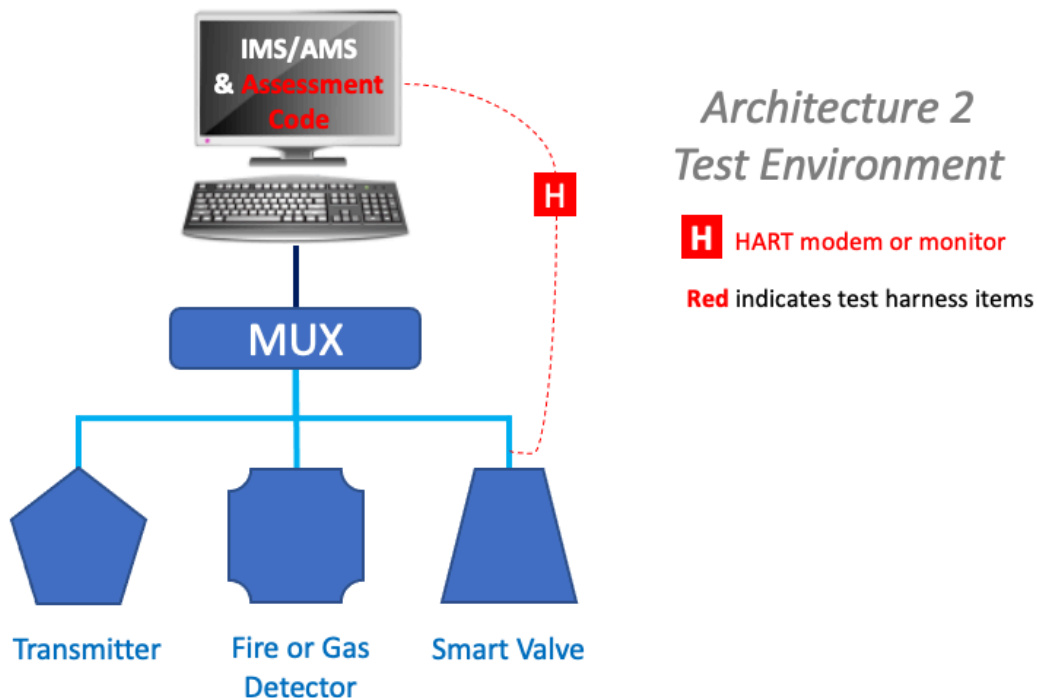 IMS/AMS
& Assessment
Code
Architecture 2
Test Environment
H
H HART modem or monitor
Red indicates test harness items
MUX
Transmitter
Fire or Gas
Detector
Smart Valve